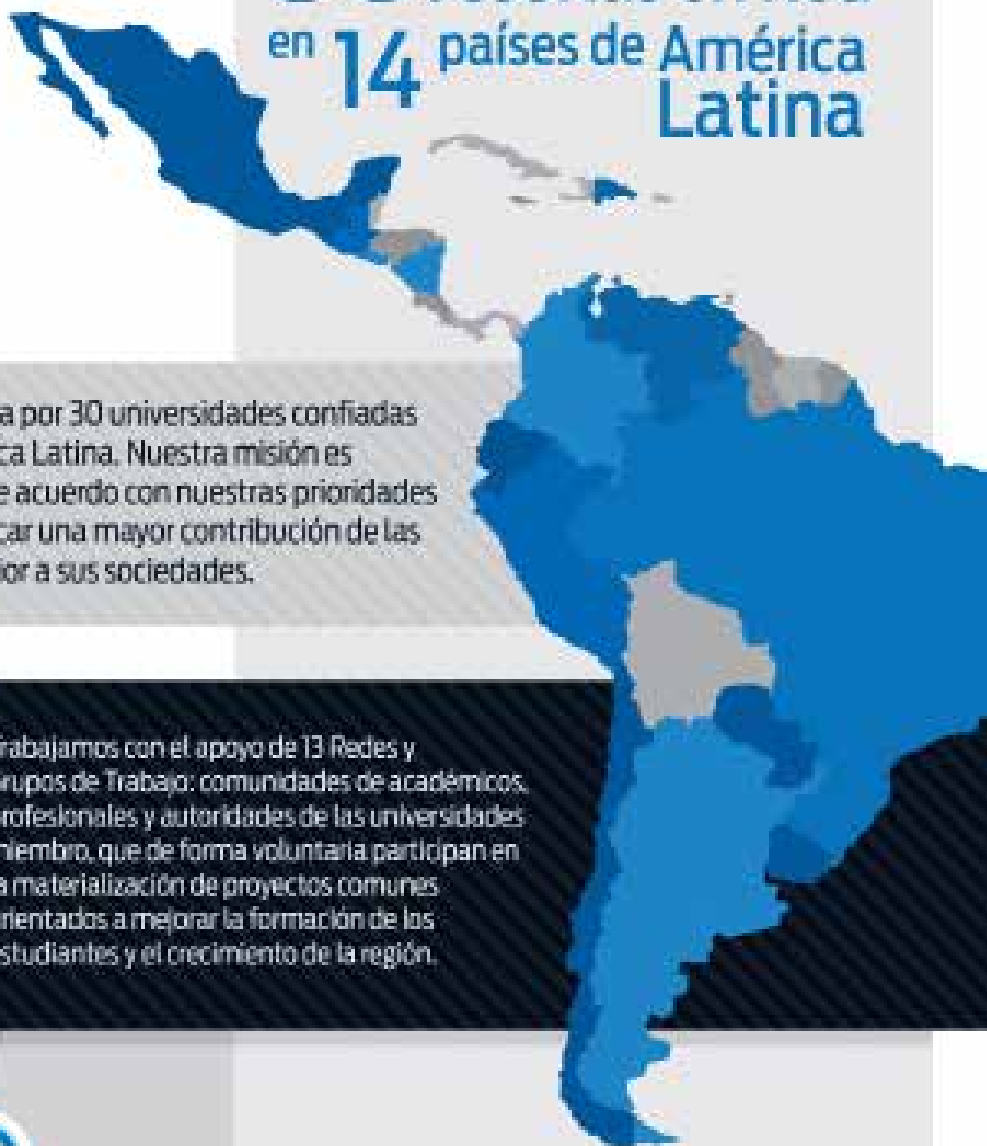 en 14 países de América
Latina
a por 30 universidades confiadas
ca Latina. Nuestra misión es
e acuerdo con nuestras prioridades
car una mayor contribución de las
ior a sus sociedades.
rabajamos con el apoyo de 13 Redes y
rupos de Trabajo: comunidades de académicos,
rofesionales y autoridades de las universidades
miembro, que de forma voluntaria participan en
a materialización de proyectos comunes
rientados a mejorar la formación de los
studiantes y el crecimiento de la región.